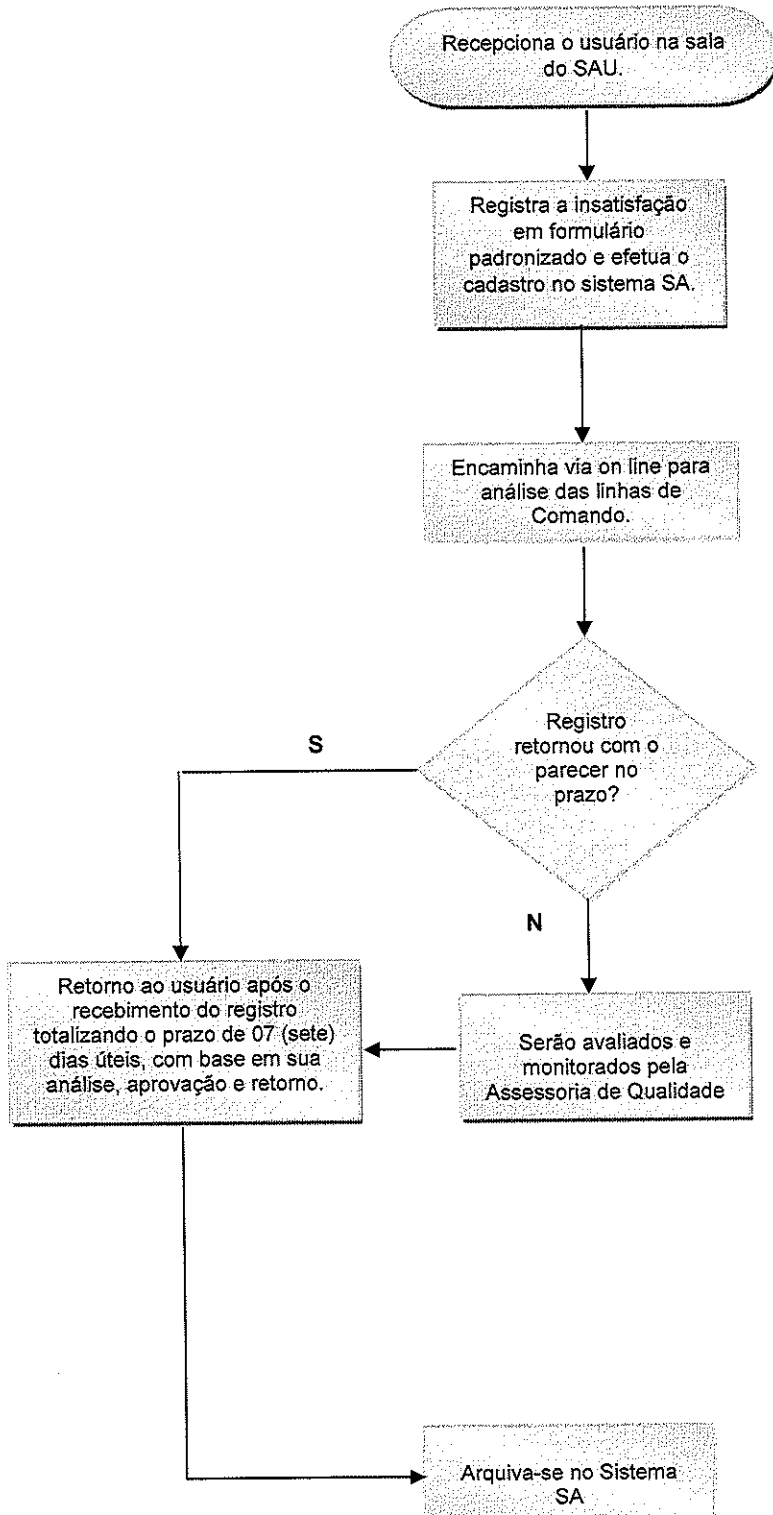 Recepciona o usuário na sala
do SAU.
Registra a insatisfação
em formulário
padronizado e efetua o
cadastro no sistema SA.
Encaminha via on line para
análise das linhas de
Comando.
Registro
retornou com o
parecer no
prazo?
S
N
Retorno ao usuário após o
recebimento do registro
totalizando o prazo de 07 (sete)
dias úteis, com base em sua
análise, aprovação e retorno.
Serão avaliados e
monitorados pela
Assessoria de Qualidade
Arquiva-se no Sistema
SA